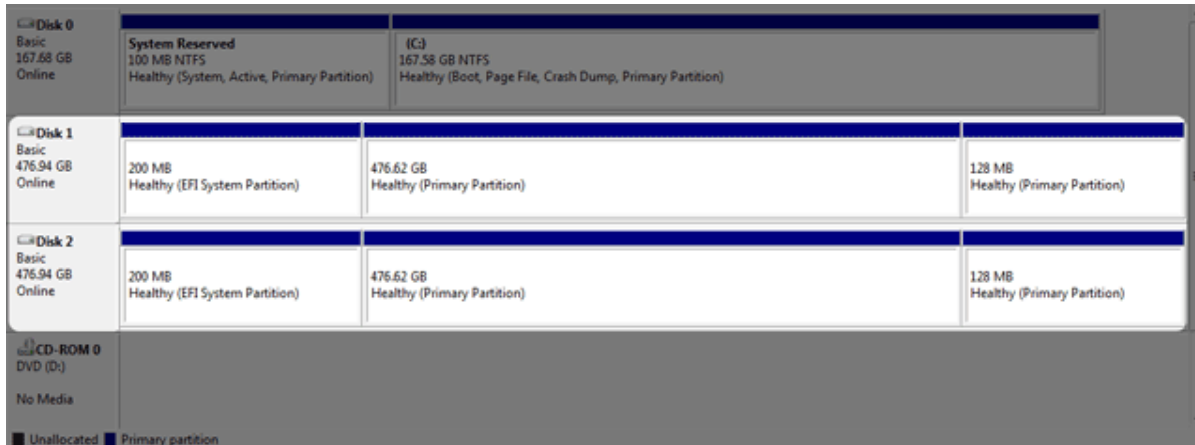 Disk 0
Basic
167.68 GB
Online
System Reserved
100 MB NTFS
Healthy (System, Active, Primary Partition)
(C:)
167.58 GB NTFS
Healthy (Boot, Page File, Crash Dump, Primary Partition)
Disk 1
Basic
476.94 GB
Online
200 MB
Healthy (EFI System Partition)
476.62 GB
Healthy (Primary Partition)
128 MB
Healthy (Primary Partition)
Disk 2
Basic
476.94 GB
Online
200 MB
Healthy (EFI System Partition)
476.62 GB
Healthy (Primary Partition)
128 MB
Healthy (Primary Partition)
CD-ROM 0
DVD (D:)
No Media
Unallocated Primary partition